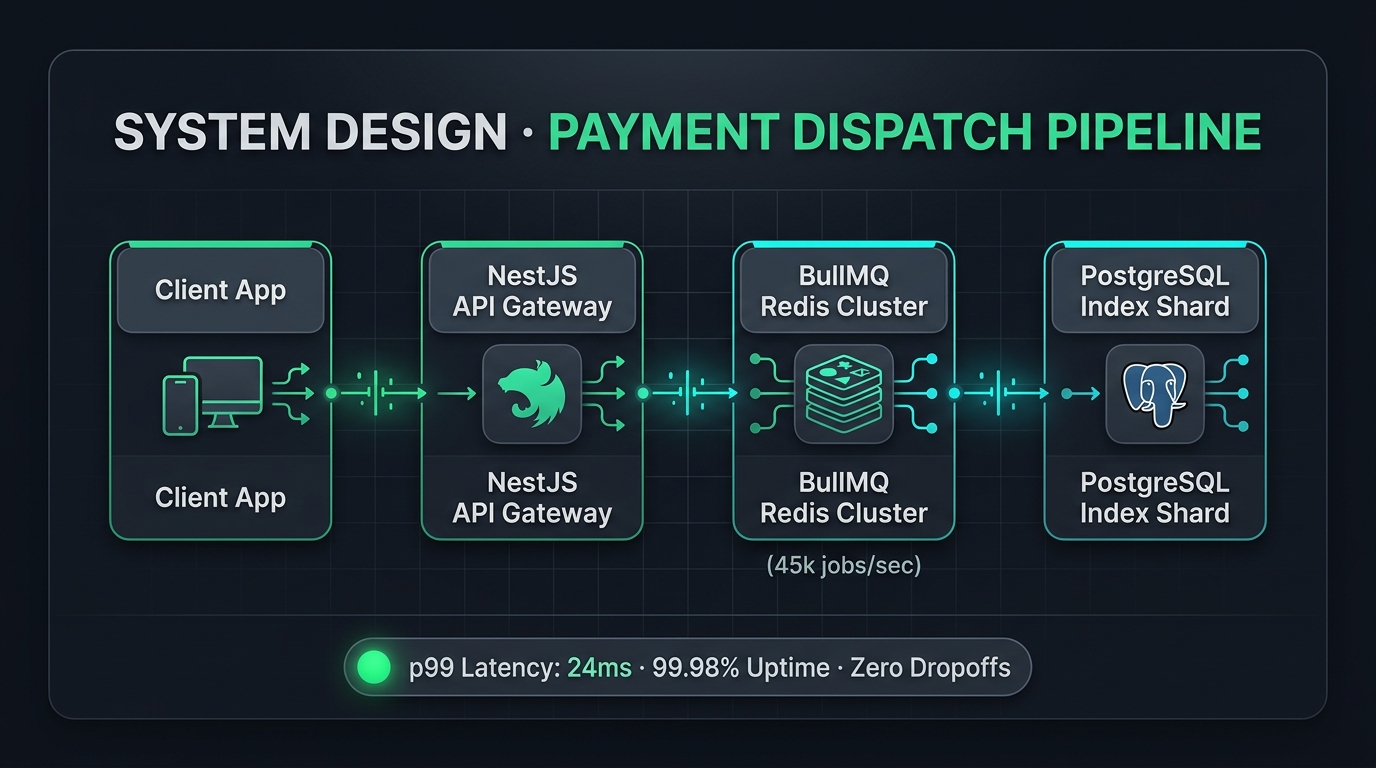 SYSTEM DESIGN · PAYMENT DISPATCH PIPELINE
Client App
NestJS
API Gateway
BullMQ
Redis Cluster
PostgreSQL
Index Shard
Client App
NestJS
API Gateway
BullMQ
Redis Cluster
PostgreSQL
Index Shard
(45k jobs/sec)
p99 Latency: 24ms · 99.98% Uptime · Zero Dropoffs